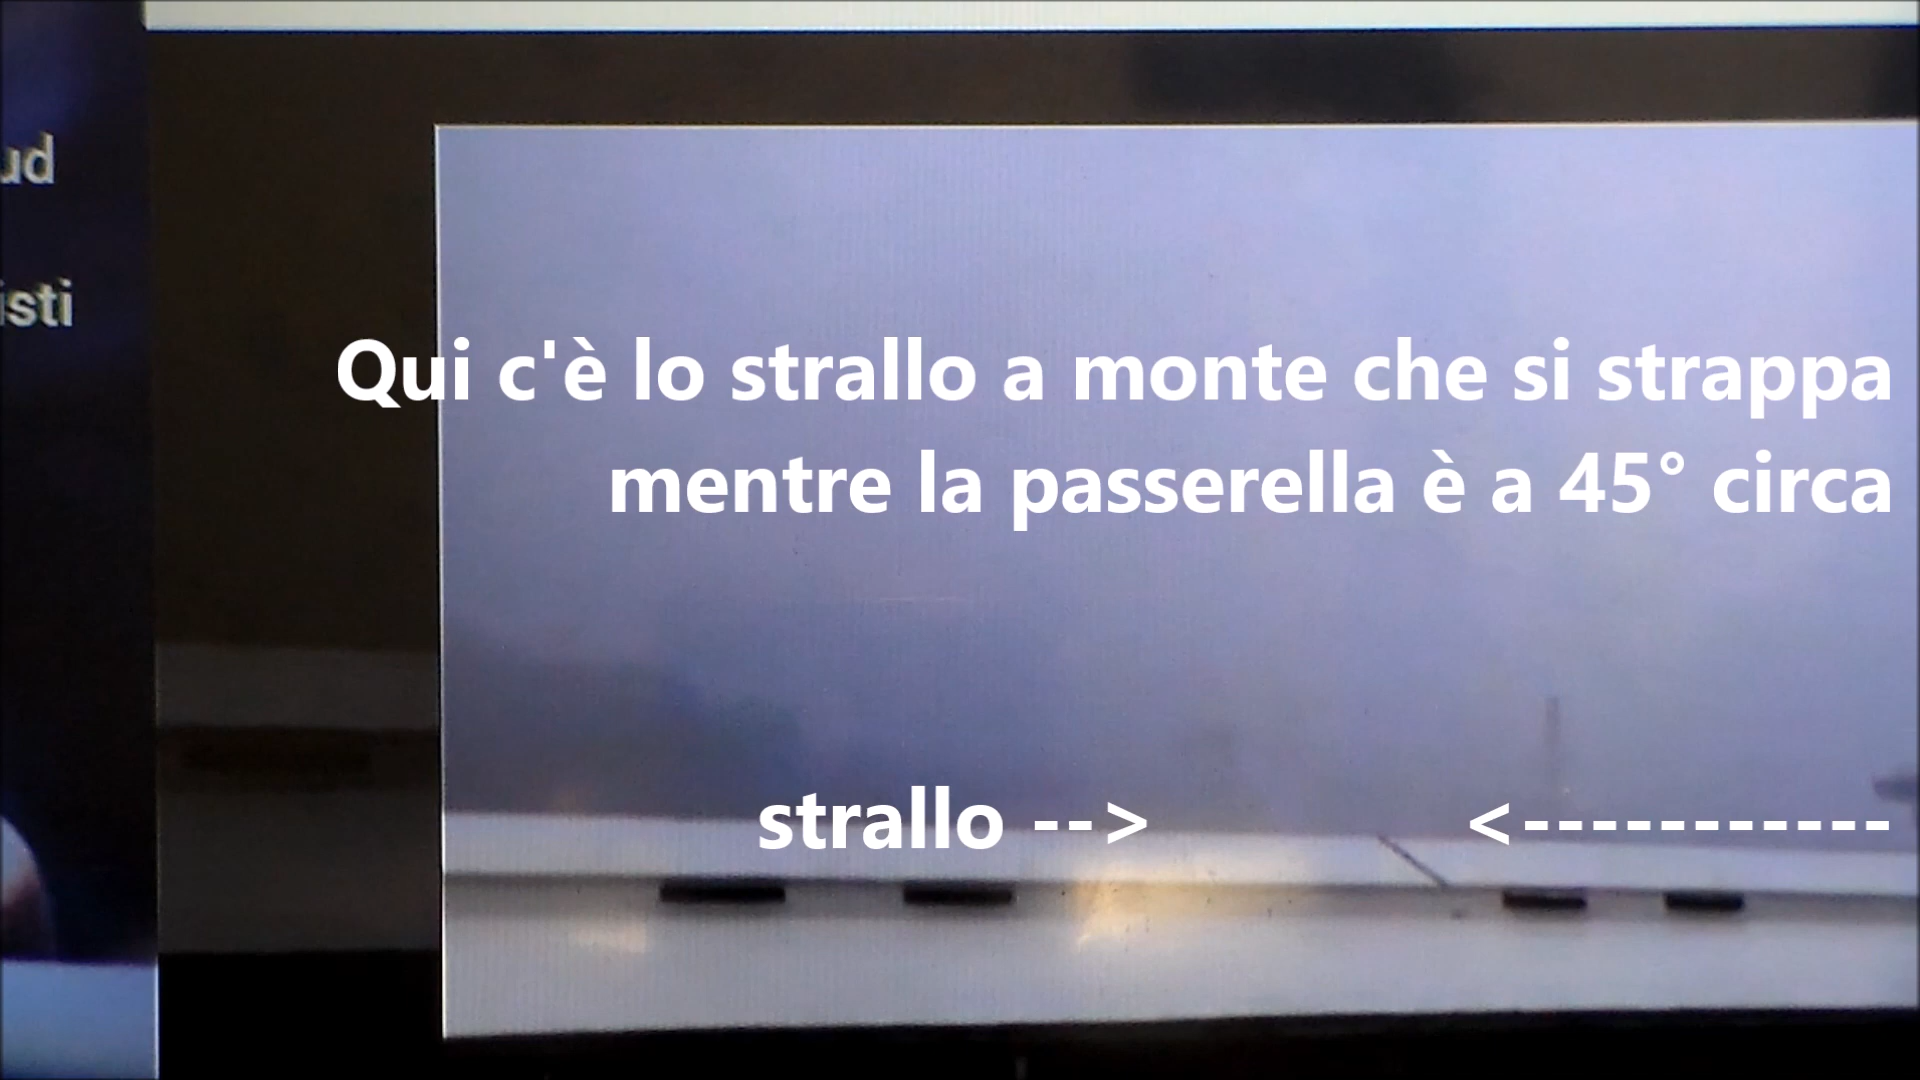 ud
isti
Qui c'è lo strallo a monte che si strappa
mentre la passerella è a 45° circa
strallo --> <-----------